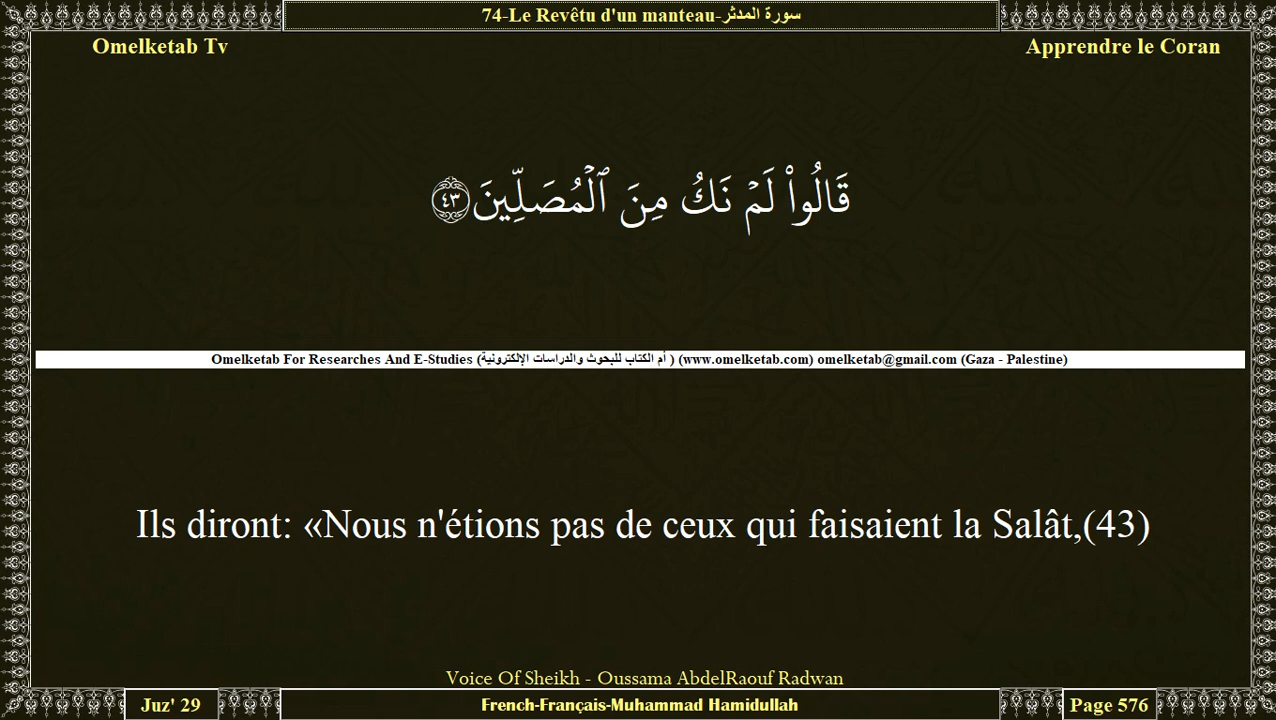 74-Le Revêtu d'un manteau-سورة المدثر
Omelketab Tv
Apprendre le Coran
قَالُوا۟ لَمْ نَكُ مِنَ ٱلْمُصَلِّينَ ٤٣
Omelketab For Researches And E-Studies (أم الكتاب للبحوث والدراسات الإلكترونية ) (www.omelketab.com) omelketab@gmail.com (Gaza - Palestine)
Ils diront: «Nous n'étions pas de ceux qui faisaient la Salât,(43)
Voice Of Sheikh - Oussama AbdelRaouf Radwan
Juz' 29
French-Français-Muhammad Hamidullah
Page 576